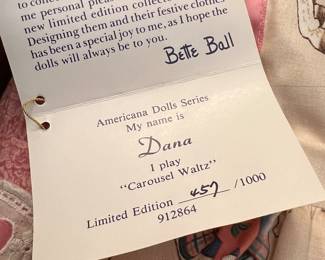 me personal pleas
new limited edition collec
Designing them and their festive clothes
has been a special joy to me, as I hope the
dolls will always be to you.
Bette Ball
Americana Dolls Series
My name is
Dana
I play
"Carousel Waltz"
Limited Edition 457 /1000
912864